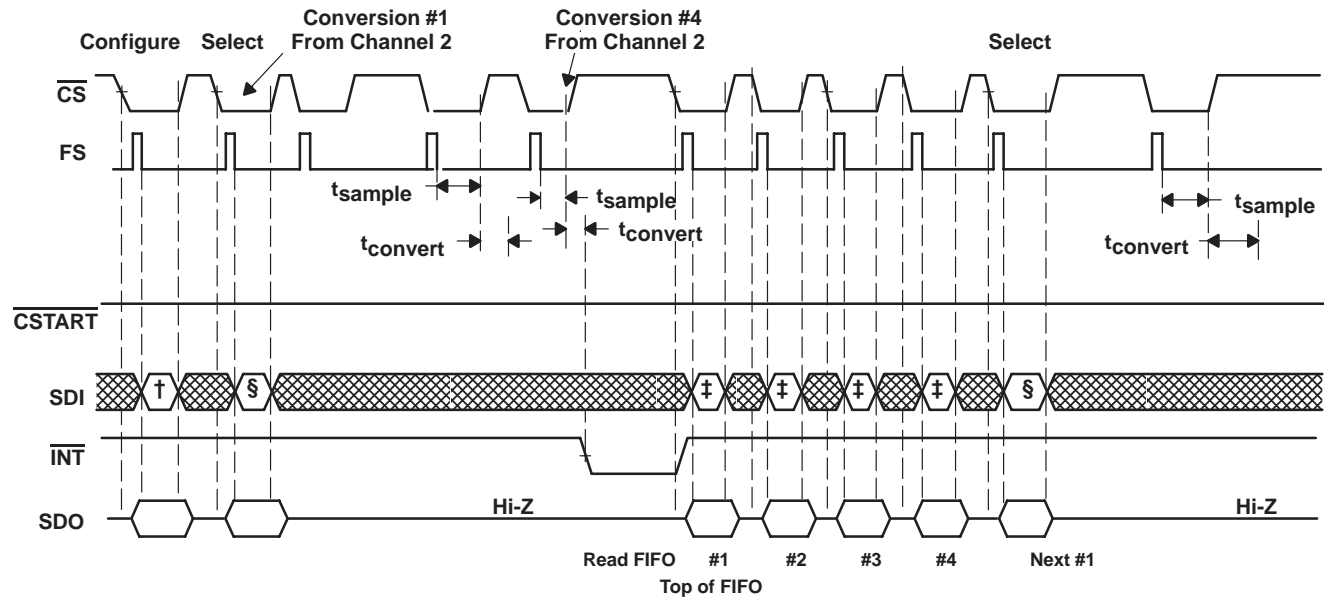 Conversion #1
From Channel 2
Conversion #4
From Channel 2
Configure
Select
Select
CS
FS
tsample
tsample
tsample
tconvert
tconvert
tconvert
CSTART
SDI
†
§
‡
‡
‡
‡
§
INT
SDO
Hi-Z
Hi-Z
Read FIFO
#1
#2
#3
#4
Next #1
Top of FIFO